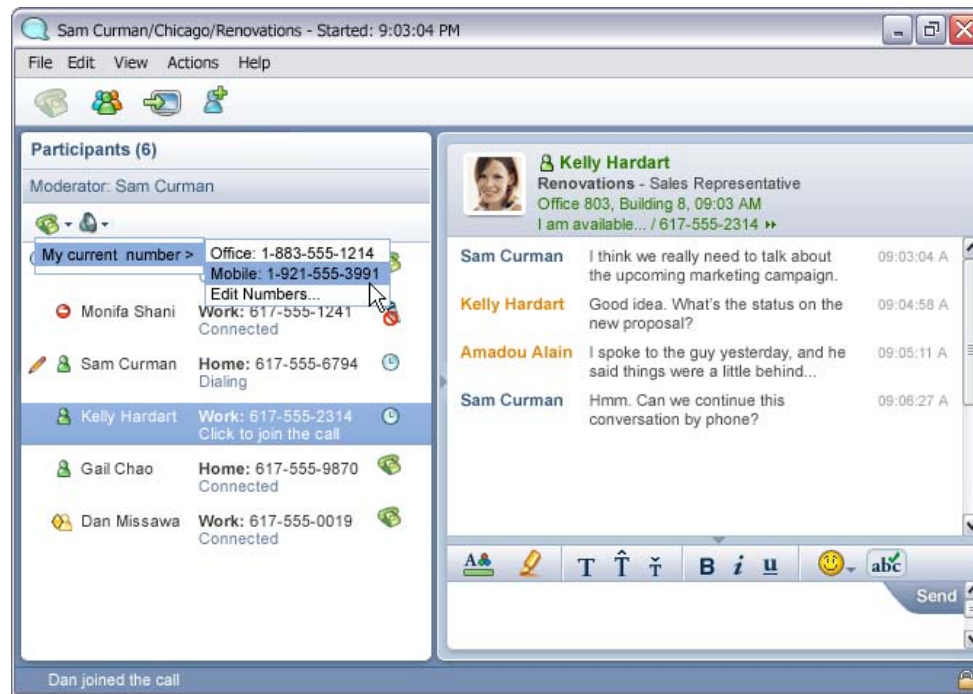 Sam Curman/Chicago/Renovations - Started: 9:03:04 PM
File Edit View Actions Help
Participants (6)
Moderator: Sam Curman
My current number >
Office: 1-883-555-1214
Mobile: 1-921-555-3991
Edit Numbers...
Monifa Shani Work: 617-555-1241
Connected
Sam Curman Home: 617-555-6794
Dialing
Kelly Hardart Work: 617-555-2314
Click to join the call
Gail Chao Home: 617-555-9870
Connected
Dan Missawa Work: 617-555-0019
Connected
Kelly Hardart
Renovations - Sales Representative
Office 803, Building 8, 09:03 AM
I am available... / 617-555-2314
Sam Curman I think we really need to talk about 09:03:04 A
the upcoming marketing campaign.
Kelly Hardart Good idea. What's the status on the 09:04:58 A
new proposal?
Amadou Alain I spoke to the guy yesterday, and he 09:05:11 A
said things were a little behind...
Sam Curman Hmm. Can we continue this 09:06:27 A
conversation by phone?
A T T T B i u abc
Send
Dan joined the call